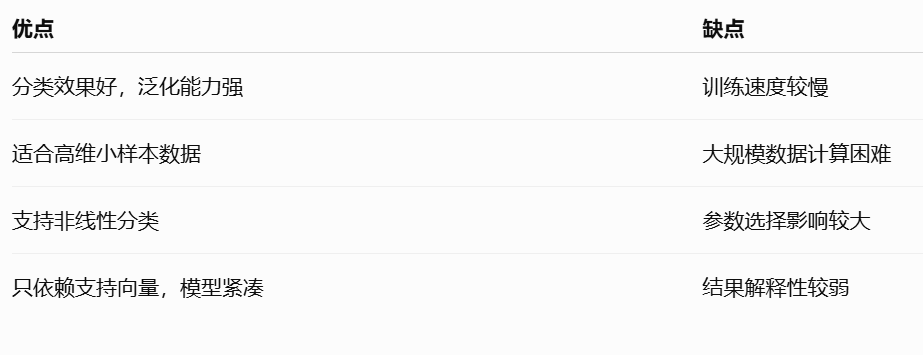 优点 缺点
分类效果好，泛化能力强 训练速度较慢
适合高维小样本数据 大规模数据计算困难
支持非线性分类 参数选择影响较大
只依赖支持向量，模型紧凑 结果解释性较弱